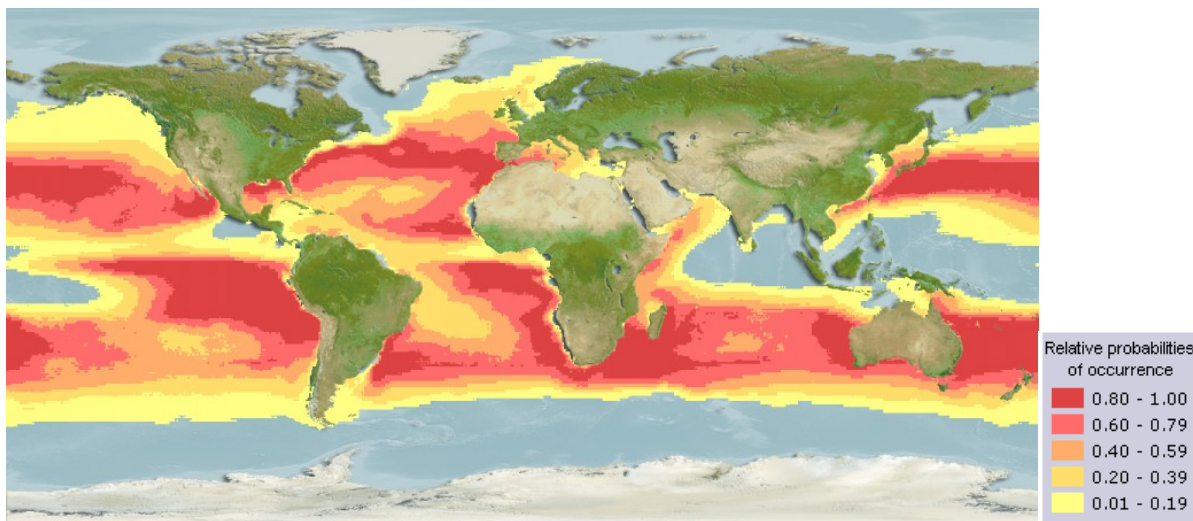 Relative probabilities
of occurrence
0.80 - 1.00
0.60 - 0.79
0.40 - 0.59
0.20 - 0.39
0.01 - 0.19